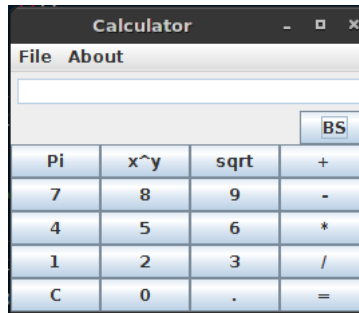 Calculator
File About
BS
Pi x^y sqrt +
7 8 9 -
4 5 6 *
1 2 3 /
C 0 . =